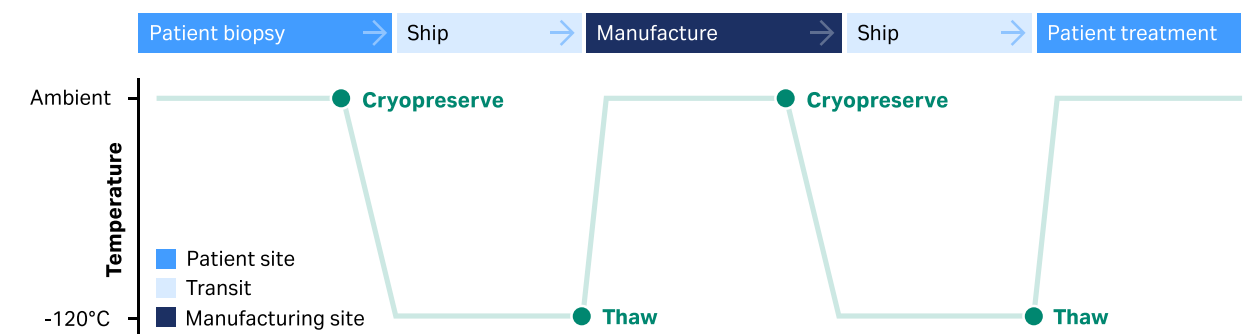 Patient biopsy
Ship
Manufacture
Ship
Patient treatment
Ambient
Cryopreserve
Cryopreserve
Temperature
Patient site
Transit
Manufacturing site
-120°C
Thaw
Thaw